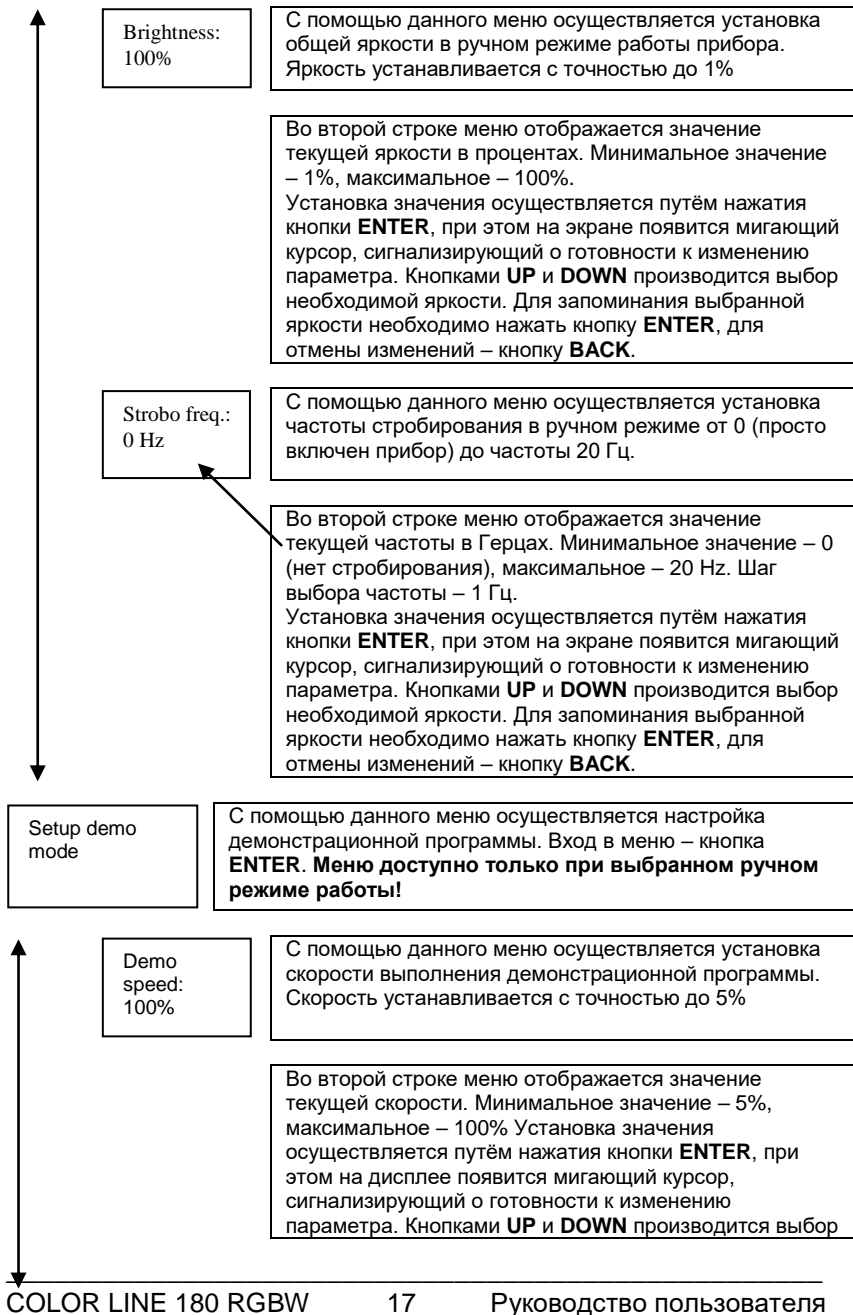 Brightness:
100%
С помощью данного меню осуществляется установка
общей яркости в ручном режиме работы прибора.
Яркость устанавливается с точностью до 1%
Во второй строке меню отображается значение
текущей яркости в процентах. Минимальное значение
– 1%, максимальное – 100%.
Установка значения осуществляется путём нажатия
кнопки ENTER, при этом на экране появится мигающий
курсор, сигнализирующий о готовности к изменению
параметра. Кнопками UP и DOWN производится выбор
необходимой яркости. Для запоминания выбранной
яркости необходимо нажать кнопку ENTER, для
отмены изменений – кнопку BACK.
Strobo freq.:
0 Hz
С помощью данного меню осуществляется установка
частоты стробирования в ручном режиме от 0 (просто
включен прибор) до частоты 20 Гц.
Во второй строке меню отображается значение
текущей частоты в Герцах. Минимальное значение – 0
(нет стробирования), максимальное – 20 Hz. Шаг
выбора частоты – 1 Гц.
Установка значения осуществляется путём нажатия
кнопки ENTER, при этом на экране появится мигающий
курсор, сигнализирующий о готовности к изменению
параметра. Кнопками UP и DOWN производится выбор
необходимой яркости. Для запоминания выбранной
яркости необходимо нажать кнопку ENTER, для
отмены изменений – кнопку BACK.
Setup demo
mode
С помощью данного меню осуществляется настройка
демонстрационной программы. Вход в меню – кнопка
ENTER. Меню доступно только при выбранном ручном
режиме работы!
Demo
speed:
100%
С помощью данного меню осуществляется установка
скорости выполнения демонстрационной программы.
Скорость устанавливается с точностью до 5%
Во второй строке меню отображается значение
текущей скорости. Минимальное значение – 5%,
максимальное – 100% Установка значения
осуществляется путём нажатия кнопки ENTER, при
этом на дисплее появится мигающий курсор,
сигнализирующий о готовности к изменению
параметра. Кнопками UP и DOWN производится выбор
COLOR LINE 180 RGBW 17 Руководство пользователя